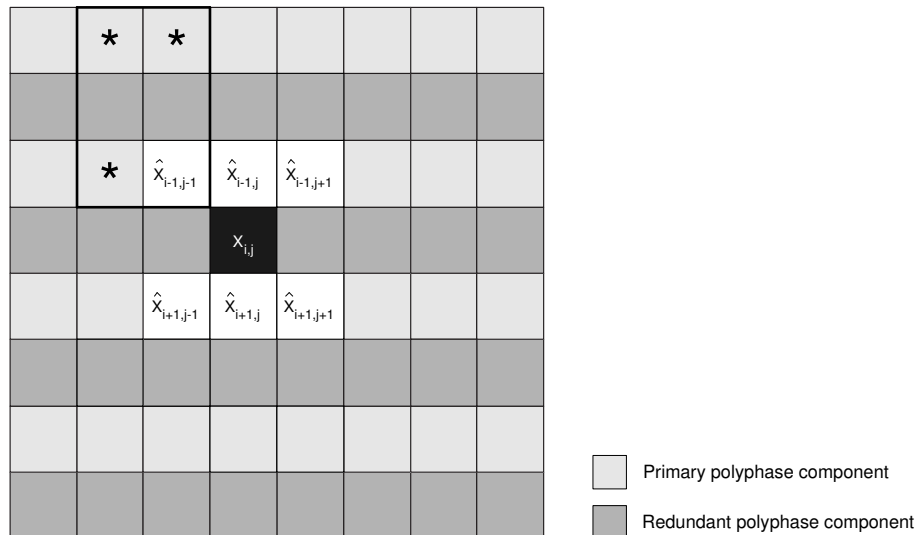 * *
* x̂i-1,j-1 x̂i-1,j x̂i-1,j+1
xi,j
x̂i+1,j-1 x̂i+1,j x̂i+1,j+1
Primary polyphase component
Redundant polyphase component